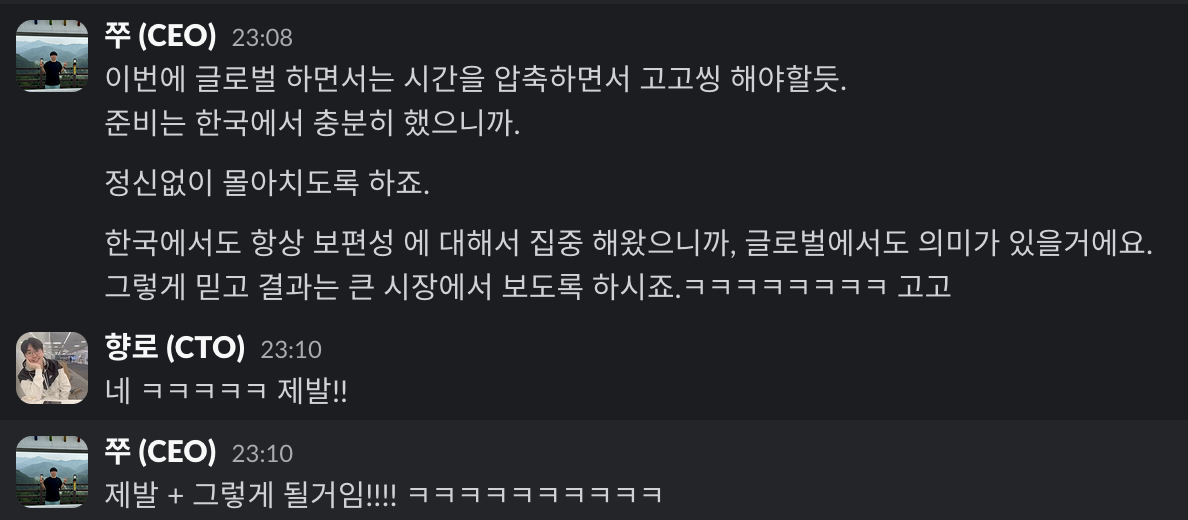 쭈 (CEO) 23:08
이번에 글로벌 하면서는 시간을 압축하면서 고고씽 해야할듯.
준비는 한국에서 충분히 했으니까.
정신없이 몰아치도록 하죠.
한국에서도 항상 보편성 에 대해서 집중 해왔으니까, 글로벌에서도 의미가 있을거에요.
그렇게 믿고 결과는 큰 시장에서 보도록 하시죠.ㅋㅋㅋㅋㅋㅋㅋㅋ 고고
향로 (CTO) 23:10
네 ㅋㅋㅋㅋㅋ 제발!!
쭈 (CEO) 23:10
제발 + 그렇게 될거임!!!! ㅋㅋㅋㅋㅋㅋㅋㅋㅋㅋ